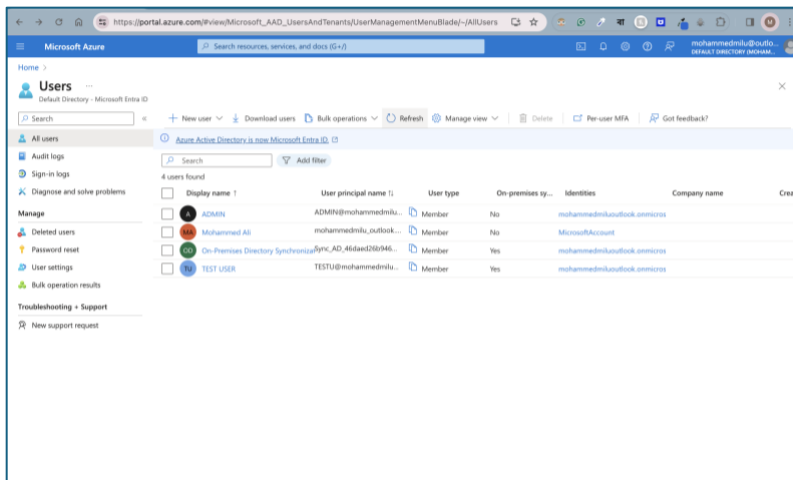 https://portal.azure.com/#view/Microsoft_AAD_UsersAndTenants/UserManagementMenuBlade/~/AllUsers
Microsoft Azure
Search resources, services, and docs (G+/)
mohammedmilu@outlo...
DEFAULT DIRECTORY (MOHAM...
Home >
Users ...
Default Directory - Microsoft Entra ID
Search
New user
Download users
Bulk operations
Refresh
Manage view
Delete
Per-user MFA
Got feedback?
All users
Audit logs
Sign-in logs
Diagnose and solve problems
Manage
Deleted users
Password reset
User settings
Bulk operation results
Troubleshooting + Support
New support request
Azure Active Directory is now Microsoft Entra ID.
Search
Add filter
4 users found
Display name ↑ User principal name ↑↓ User type On-premises sy... Identities Company name Crea
A ADMIN ADMIN@mohammedmilu... Member No mohammedmiluoutlook.onmicros
MA Mohammed Ali mohammedmilu_outlook... Member No MicrosoftAccount
OD On-Premises Directory Synchroniza Sync_AD_46daed26b946... Member Yes mohammedmiluoutlook.onmicros
TU TEST USER TESTU@mohammedmilu... Member Yes mohammedmiluoutlook.onmicros